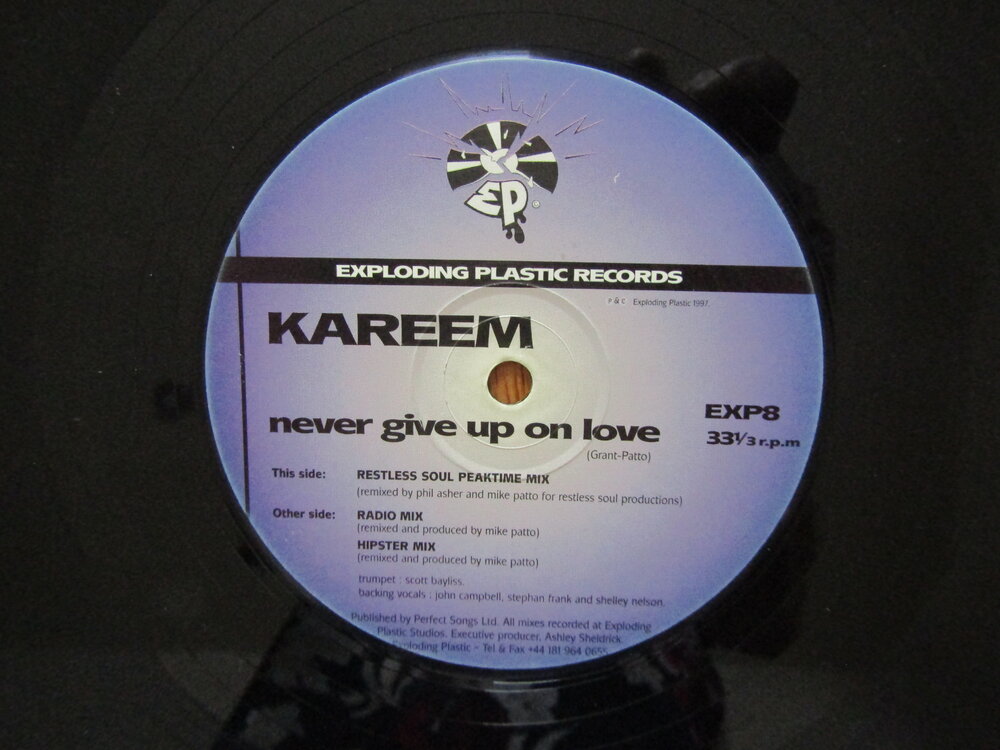 EP
EXPLODING PLASTIC RECORDS
P & C Exploding Plastic 1997.
KAREEM
never give up on love
(Grant-Patto)
EXP8
33⅓ r.p.m
This side: RESTLESS SOUL PEAKTIME MIX
(remixed by phil asher and mike patto for restless soul productions)
Other side: RADIO MIX
(remixed and produced by mike patto)
HIPSTER MIX
(remixed and produced by mike patto)
trumpet : scott bayliss.
backing vocals : john campbell, stephan frank and shelley nelson.
Published by Perfect Songs Ltd. All mixes recorded at Exploding
Plastic Studios. Executive producer, Ashley Sheldrick.
Exploding Plastic - Tel & Fax +44 181 964 0655